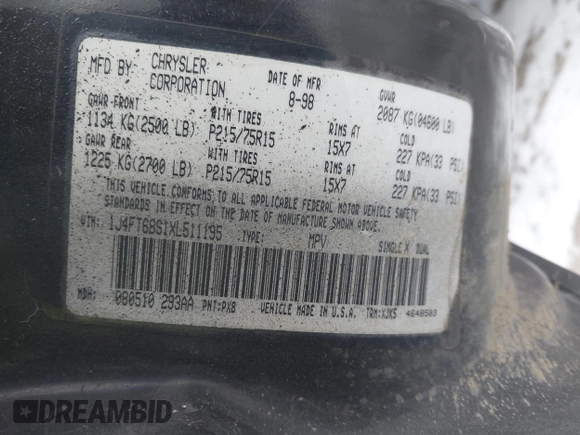 MFD BY: CHRYSLER CORPORATION DATE OF MFR 8-98 GVWR 2087 KG(04600 LB)
GAWR FRONT WITH TIRES RIMS AT COLD
1134 KG(2500 LB) P215/75R15 15X7 227 KPA(33 PSI)
GAWR REAR WITH TIRES RIMS AT COLD
1225 KG(2700 LB) P215/75R15 15X7 227 KPA(33 PSI)
THIS VEHICLE CONFORMS TO ALL APPLICABLE FEDERAL MOTOR VEHICLE SAFETY
STANDARDS IN EFFECT ON THE DATE OF MANUFACTURE SHOWN ABOVE.
VIN: 1J4FT68S1XL511195 TYPE: MPV SINGLE X DUAL
MDH: 080510 293AA PNT:PX8 VEHICLE MADE IN U.S.A. TRM:XJK5 4648503
DREAMBID